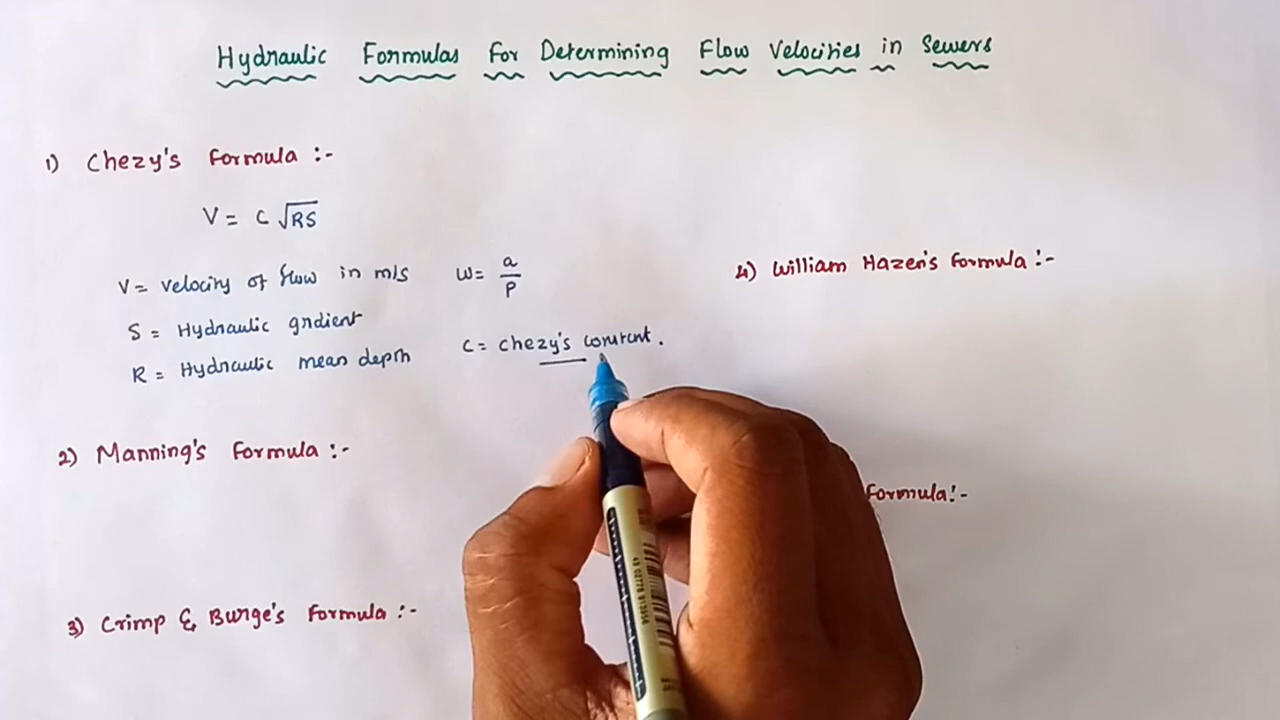 Hydraulic Formulas For Determining Flow Velocities in Sewers
1) Chezy's Formula :-
V = C √RS
V = velocity of flow in m/s
S = Hydraulic grdient
R = Hydraulic mean depth
w = a/p
C = chezy's constant.
2) Manning's Formula :-
3) Crimp & Burge's Formula :-
4) William Hazen's Formula :-
Formula :-